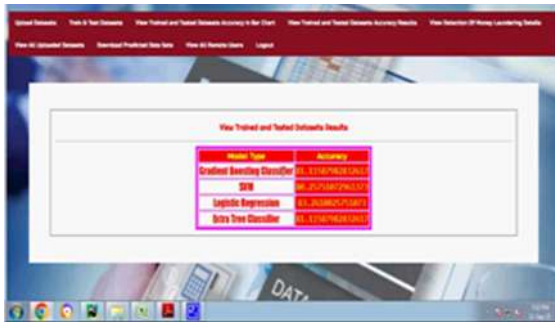 Upload Datasets Train & Test Datasets View Trained and Tested Datasets Accuracy in Bar Chart View Trained and Tested Datasets Accuracy Results View Detection Of Money Laundering Details
View All Uploaded Datasets Download Predicted Data Sets View All Remote Users Logout
View Trained and Tested Datasets Results
Model Type Accuracy
Gradient Boosting Classifier
SVM
Logistic Regression
Extra Tree Classifier
DATA